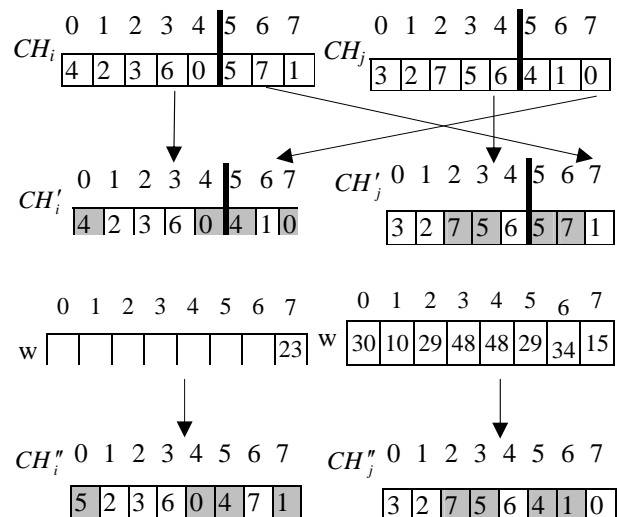 0 1 2 3 4 5 6 7
CH_i 4 2 3 6 0 5 7 1
0 1 2 3 4 5 6 7
CH_j 3 2 7 5 6 4 1 0
0 1 2 3 4 5 6 7
CH'_i 4 2 3 6 0 4 1 0
0 1 2 3 4 5 6 7
CH'_j 3 2 7 5 6 5 7 1
0 1 2 3 4 5 6 7
w 23
0 1 2 3 4 5 6 7
w 30 10 29 48 48 29 34 15
CH''_i 0 1 2 3 4 5 6 7
5 2 3 6 0 4 7 1
CH''_j 0 1 2 3 4 5 6 7
3 2 7 5 6 4 1 0